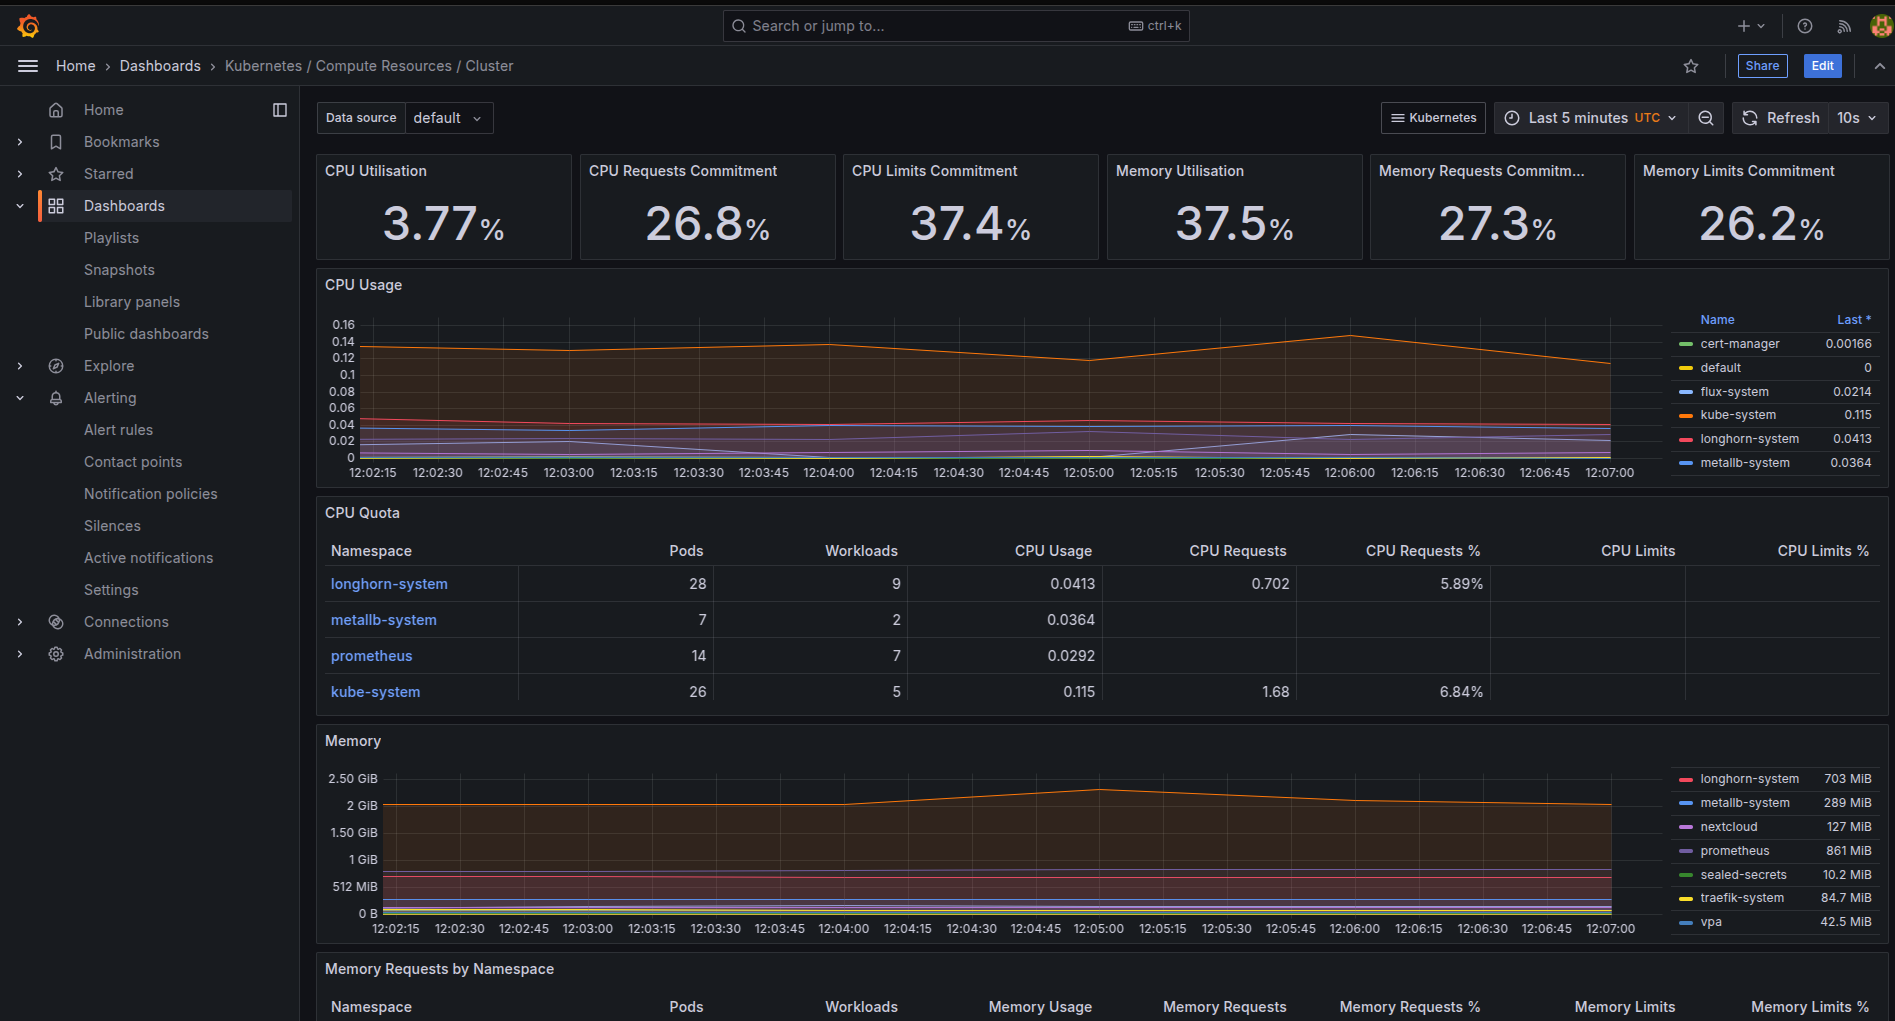 Search or jump to... ctrl+k
Home › Dashboards › Kubernetes / Compute Resources / Cluster
Share Edit
Home
Bookmarks
Starred
Dashboards
Playlists
Snapshots
Library panels
Public dashboards
Explore
Alerting
Alert rules
Contact points
Notification policies
Silences
Active notifications
Settings
Connections
Administration
Data source default
Kubernetes Last 5 minutes UTC Refresh 10s
CPU Utilisation
3.77%
CPU Requests Commitment
26.8%
CPU Limits Commitment
37.4%
Memory Utilisation
37.5%
Memory Requests Commitm...
27.3%
Memory Limits Commitment
26.2%
CPU Usage
0.16
0.14
0.12
0.1
0.08
0.06
0.04
0.02
0
12:02:15 12:02:30 12:02:45 12:03:00 12:03:15 12:03:30 12:03:45 12:04:00 12:04:15 12:04:30 12:04:45 12:05:00 12:05:15 12:05:30 12:05:45 12:06:00 12:06:15 12:06:30 12:06:45 12:07:00
Name Last *
cert-manager 0.00166
default 0
flux-system 0.0214
kube-system 0.115
longhorn-system 0.0413
metallb-system 0.0364
CPU Quota
Namespace Pods Workloads CPU Usage CPU Requests CPU Requests % CPU Limits CPU Limits %
longhorn-system 28 9 0.0413 0.702 5.89%
metallb-system 7 2 0.0364
prometheus 14 7 0.0292
kube-system 26 5 0.115 1.68 6.84%
Memory
2.50 GiB
2 GiB
1.50 GiB
1 GiB
512 MiB
0 B
12:02:15 12:02:30 12:02:45 12:03:00 12:03:15 12:03:30 12:03:45 12:04:00 12:04:15 12:04:30 12:04:45 12:05:00 12:05:15 12:05:30 12:05:45 12:06:00 12:06:15 12:06:30 12:06:45 12:07:00
longhorn-system 703 MiB
metallb-system 289 MiB
nextcloud 127 MiB
prometheus 861 MiB
sealed-secrets 10.2 MiB
traefik-system 84.7 MiB
vpa 42.5 MiB
Memory Requests by Namespace
Namespace Pods Workloads Memory Usage Memory Requests Memory Requests % Memory Limits Memory Limits %